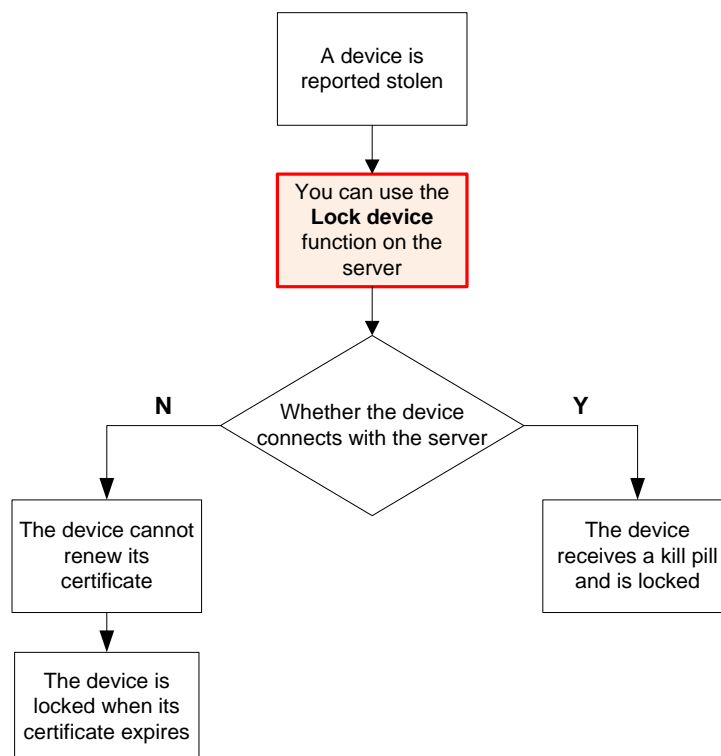 A device is
reported stolen
You can use the
Lock device
function on the
server
N
Y
Whether the device
connects with the server
The device cannot
renew its
certificate
The device
receives a kill pill
and is locked
The device is
locked when its
certificate expires